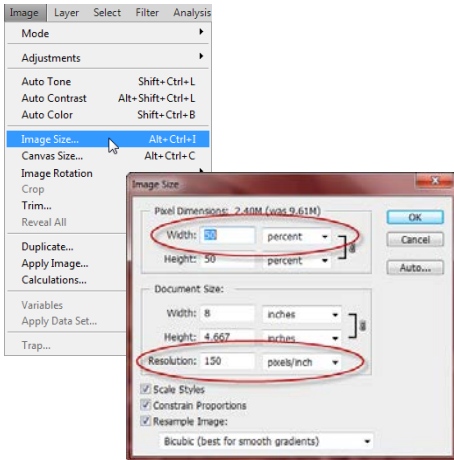 Image Layer Select Filter Analysis
Mode
Adjustments
Auto Tone Shift+Ctrl+L
Auto Contrast Alt+Shift+Ctrl+L
Auto Color Shift+Ctrl+B
Image Size... Alt+Ctrl+I
Canvas Size... Alt+Ctrl+C
Image Rotation
Crop
Trim...
Reveal All
Duplicate...
Apply Image...
Calculations...
Variables
Apply Data Set...
Trap...
Image Size
Pixel Dimensions: 2.40M (was 9.61M)
Width: 50 percent
Height: 50 percent
OK
Cancel
Auto...
Document Size:
Width: 8 inches
Height: 4.667 inches
Resolution: 150 pixels/inch
Scale Styles
Constrain Proportions
Resample Image:
Bicubic (best for smooth gradients)